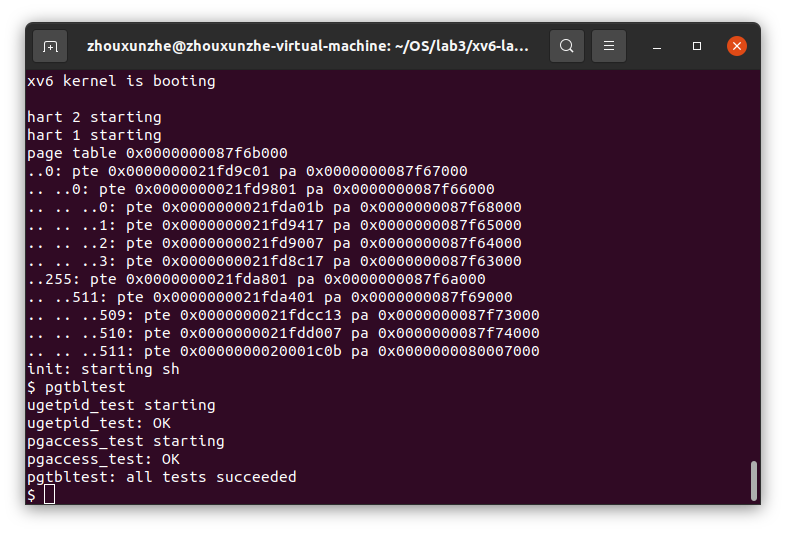 zhouxunzhe@zhouxunzhe-virtual-machine: ~/OS/lab3/xv6-la...
xv6 kernel is booting
hart 2 starting
hart 1 starting
page table 0x0000000087f6b000
..0: pte 0x0000000021fd9c01 pa 0x0000000087f67000
.. ..0: pte 0x0000000021fd9801 pa 0x0000000087f66000
.. .. ..0: pte 0x0000000021fda01b pa 0x0000000087f68000
.. .. ..1: pte 0x0000000021fd9417 pa 0x0000000087f65000
.. .. ..2: pte 0x0000000021fd9007 pa 0x0000000087f64000
.. .. ..3: pte 0x0000000021fd8c17 pa 0x0000000087f63000
..255: pte 0x0000000021fda801 pa 0x0000000087f6a000
.. ..511: pte 0x0000000021fda401 pa 0x0000000087f69000
.. .. ..509: pte 0x0000000021fdcc13 pa 0x0000000087f73000
.. .. ..510: pte 0x0000000021fdd007 pa 0x0000000087f74000
.. .. ..511: pte 0x0000000020001c0b pa 0x0000000080007000
init: starting sh
$ pgtbltest
ugetpid_test starting
ugetpid_test: OK
pgaccess_test starting
pgaccess_test: OK
pgtbltest: all tests succeeded
$